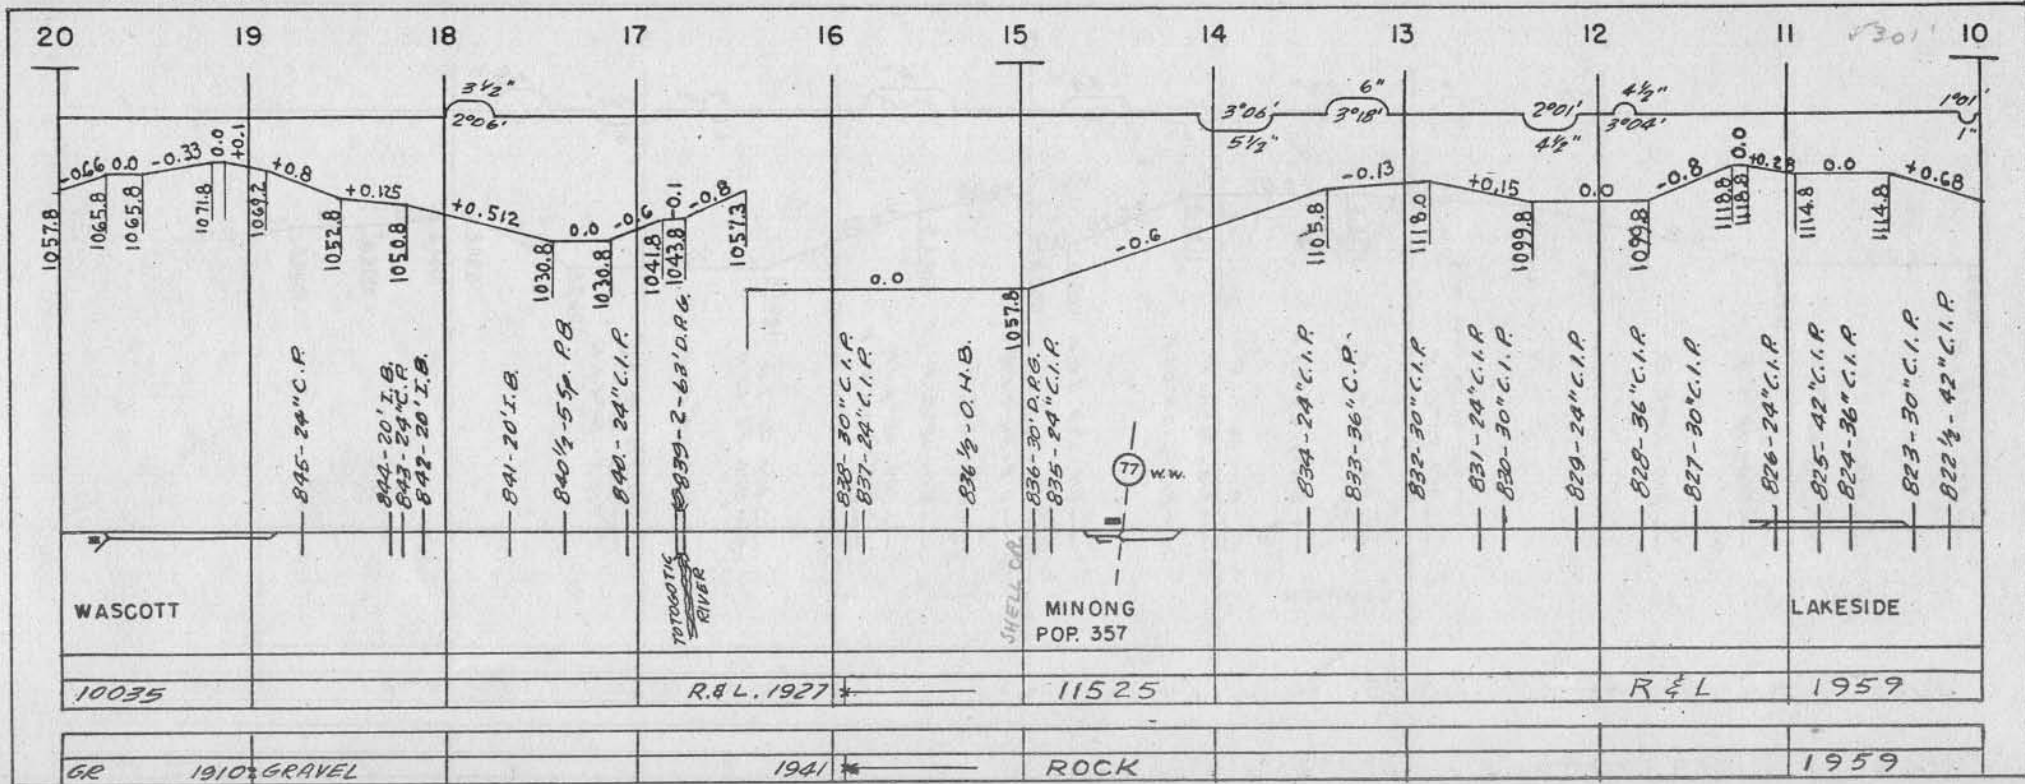 20 19 18 17 16 15 14 13 12 11 10
√301'
3½" 6" 4½"
2°06' 3°06' 3°18' 2°01' 3°04' 1°01'
5½" 4½" 1"
-0.66 0.0 -0.33 0.0 +0.1 +0.8 +0.125 +0.512 0.0 -0.6 -0.1 -0.8 0.0 -0.6 -0.13 +0.15 0.0 -0.8 0.0 +0.28 0.0 +0.68
1057.8 1065.8 1065.8 1071.8 1069.2 1052.8 1050.8 1030.8 1030.8 1041.8 1043.8 1057.3 1057.8 1105.8 1118.0 1099.8 1099.8 1118.8 1118.8 1114.8 1114.8
845-24"C.P.
844-20'I.B.
843-24"C.P.
842-20'I.B.
841-20'I.B.
840½-5Sp. P.B.
840-24"C.I.P.
839-2-63'D.P.G.
838-30"C.I.P.
837-24"C.I.P.
836½-O.H.B.
836-30'D.P.G.
835-24"C.I.P.
834-24"C.I.P.
833-36"C.P.
832-30"C.I.P.
831-24"C.I.P.
830-30"C.I.P.
829-24"C.I.P.
828-36"C.I.P.
827-30"C.I.P.
826-24"C.I.P.
825-42"C.I.P.
824-36"C.I.P.
823-30"C.I.P.
822½-42"C.I.P.
77 W.W.
TOTOGOTIC
RIVER
WASCOTT
MINONG
POP. 357
LAKESIDE
10035 R.&L. 1927 * 11525 R & L 1959
GR 1910 GRAVEL 1941 * ROCK 1959